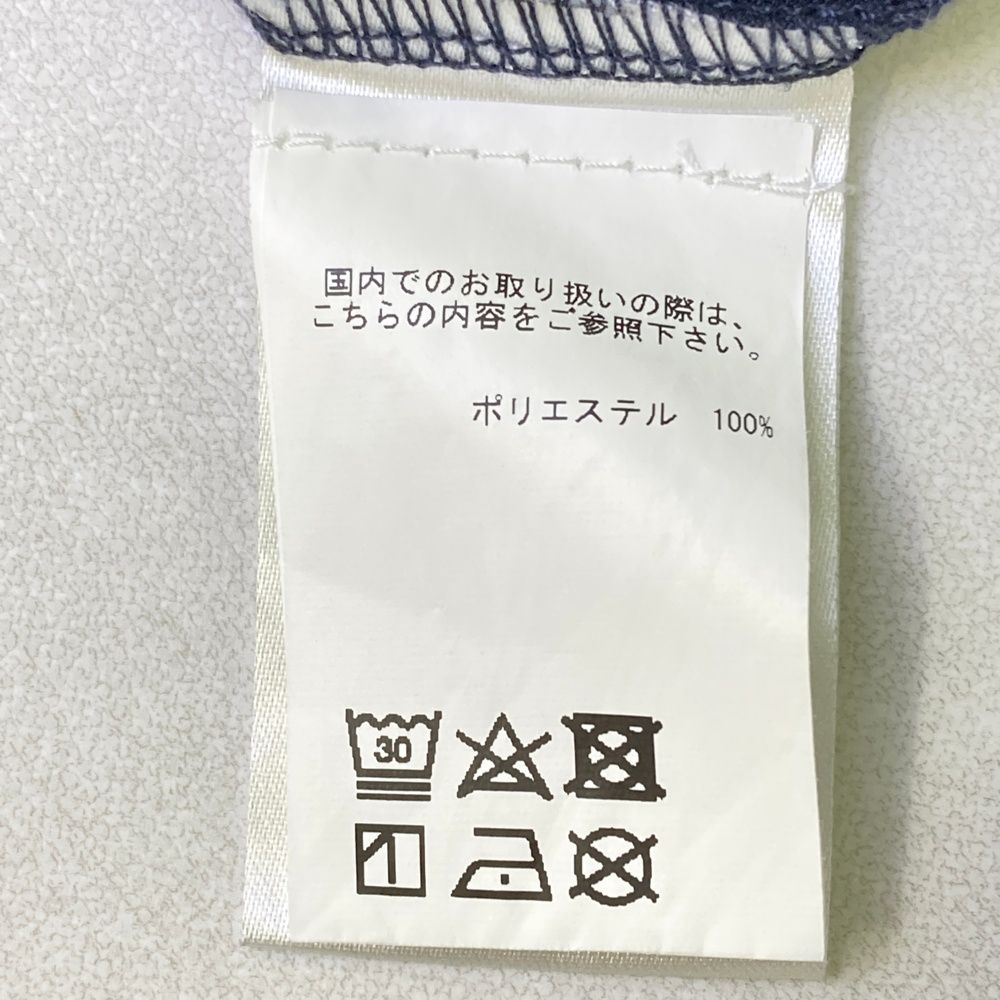 国内でのお取り扱いの際は、
こちらの内容をご参照下さい。
ポリエステル 100%
30